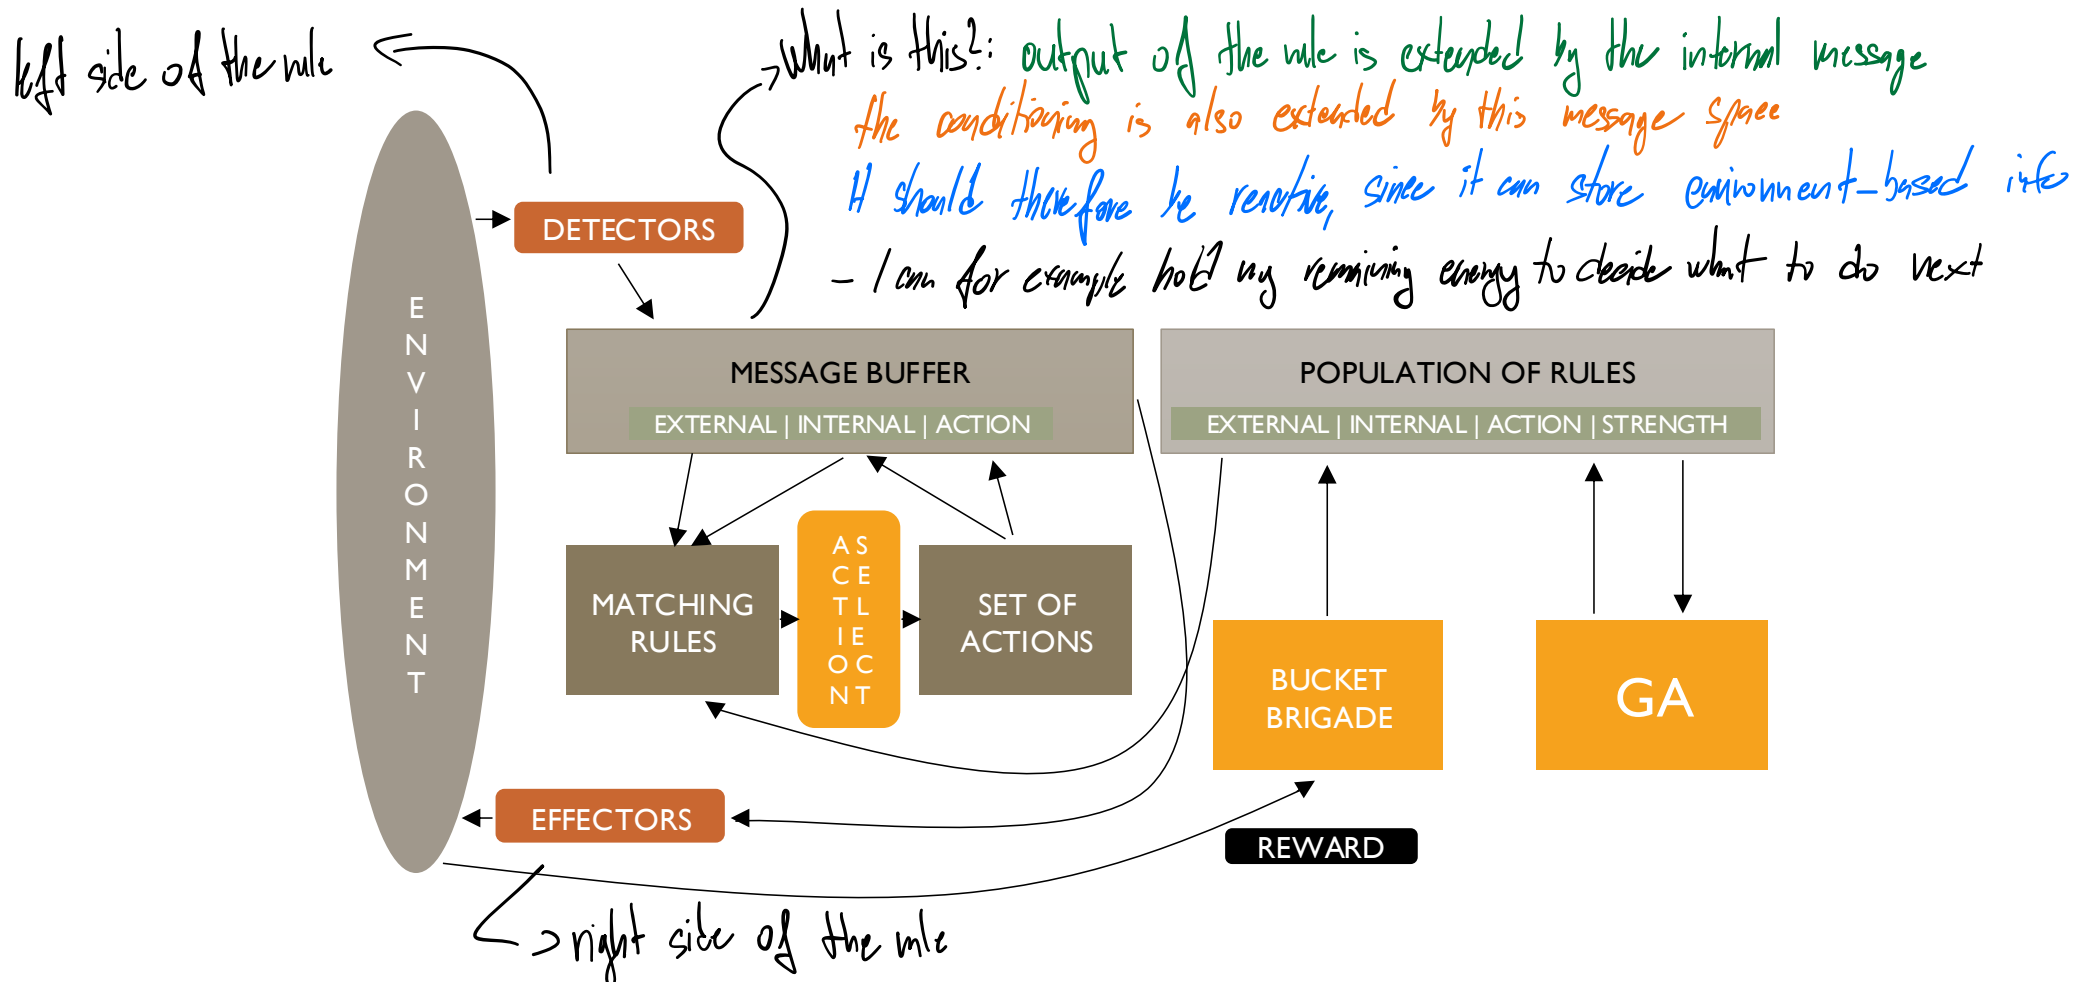 left side of the rule
What is this?: output of the rule is extended by the internal message
the conditioning is also extended by this message space
It should therefore be reactive, since it can store environment-based info
- I can for example hold my remaining energy to decide what to do next
DETECTORS
ENVIRONMENT
MESSAGE BUFFER
EXTERNAL | INTERNAL | ACTION
POPULATION OF RULES
EXTERNAL | INTERNAL | ACTION | STRENGTH
MATCHING
RULES
A S
C E
T L
I E
O C
N T
SET OF
ACTIONS
BUCKET
BRIGADE
GA
EFFECTORS
REWARD
right side of the rule